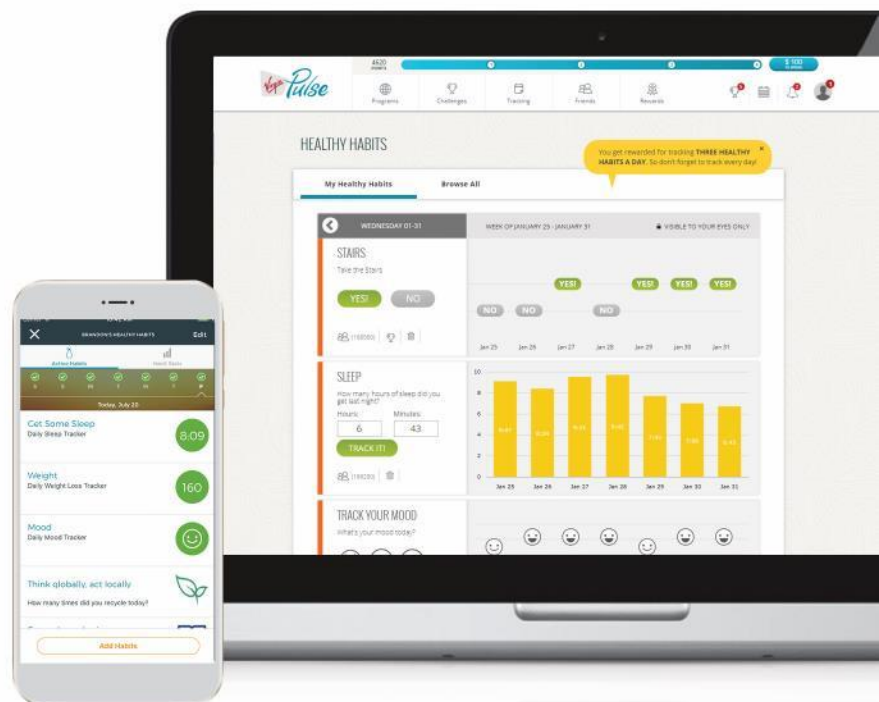 4620
$ 100
Virgin Pulse
Programs
Challenges
Tracking
Friends
Rewards
HEALTHY HABITS
You get rewarded for tracking THREE HEALTHY
HABITS A DAY. So don't forget to track every day!
My Healthy Habits
Browse All
WEDNESDAY 01-31
WEEK OF JANUARY 25 - JANUARY 31
VISIBLE TO YOUR EYES ONLY
STAIRS
Take the Stairs
YES!
NO
NO
NO
YES!
NO
YES!
YES!
YES!
Jan 25
Jan 26
Jan 27
Jan 28
Jan 29
Jan 30
Jan 31
SLEEP
How many hours of sleep did you
get last night?
Hours:
Minutes:
6
43
TRACK IT!
10
8
6
4
2
0
Jan 25
Jan 26
Jan 27
Jan 28
Jan 29
Jan 30
Jan 31
TRACK YOUR MOOD
What's your mood today?
BRANDON'S HEALTHY HABITS
Edit
Active Habits
S
S
M
T
W
T
F
Today, July 20
Get Some Sleep
Daily Sleep Tracker
8:09
Weight
Daily Weight Loss Tracker
160
Mood
Daily Mood Tracker
Think globally, act locally
How many times did you recycle today?
Add Habits